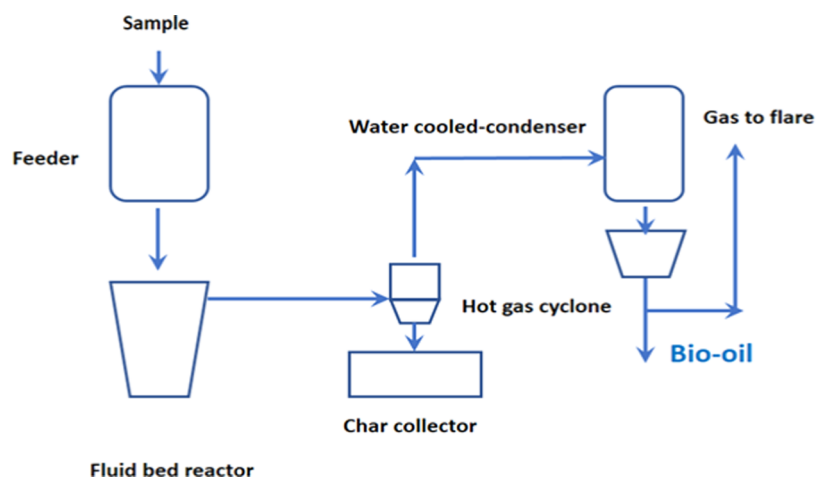 Sample
Feeder
Fluid bed reactor
Water cooled-condenser
Hot gas cyclone
Char collector
Gas to flare
Bio-oil